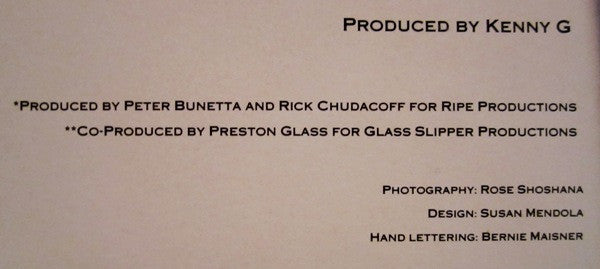 Produced by Kenny G
*Produced by Peter Bunetta and Rick Chudacoff for Ripe Productions
**Co-Produced by Preston Glass for Glass Slipper Productions
Photography: Rose Shoshana
Design: Susan Mendola
Hand lettering: Bernie Maisner